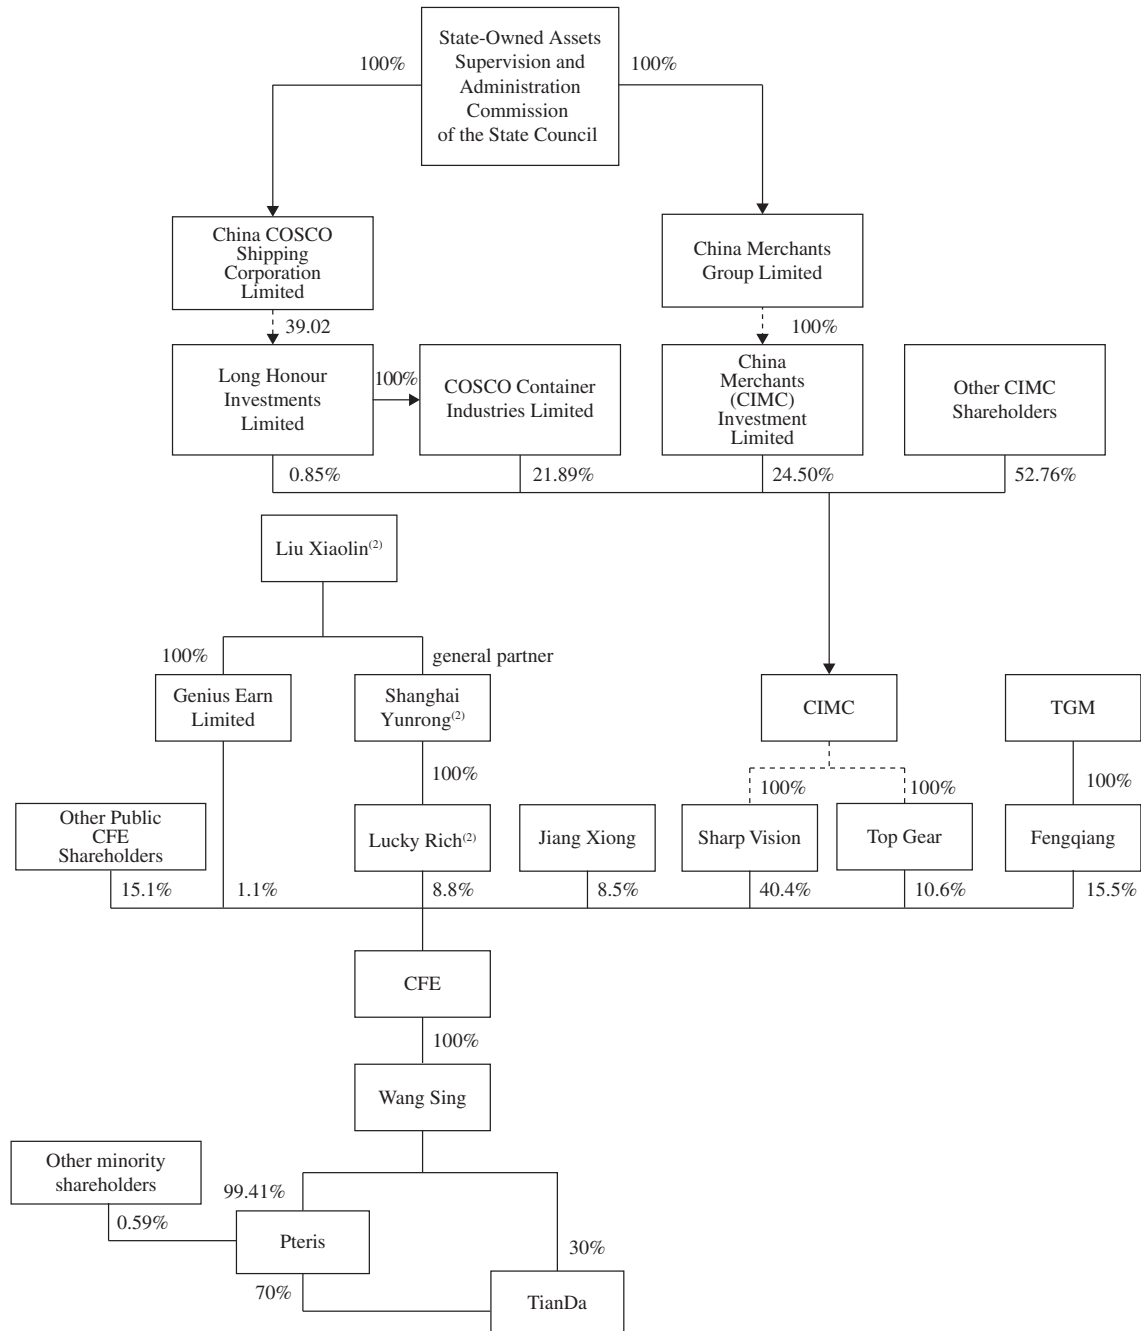 State-Owned Assets
Supervision and
Administration
Commission
of the State Council
100%
100%
China COSCO
Shipping
Corporation
Limited
China Merchants
Group Limited
39.02
100%
Long Honour
Investments
Limited
100%
COSCO Container
Industries Limited
China
Merchants
(CIMC)
Investment
Limited
Other CIMC
Shareholders
0.85%
21.89%
24.50%
52.76%
Liu Xiaolin(2)
100%
general partner
Genius Earn
Limited
Shanghai
Yunrong(2)
CIMC
TGM
100%
100%
100%
100%
Other Public
CFE
Shareholders
Lucky Rich(2)
Jiang Xiong
Sharp Vision
Top Gear
Fengqiang
15.1%
1.1%
8.8%
8.5%
40.4%
10.6%
15.5%
CFE
100%
Wang Sing
Other minority
shareholders
99.41%
0.59%
Pteris
30%
70%
TianDa